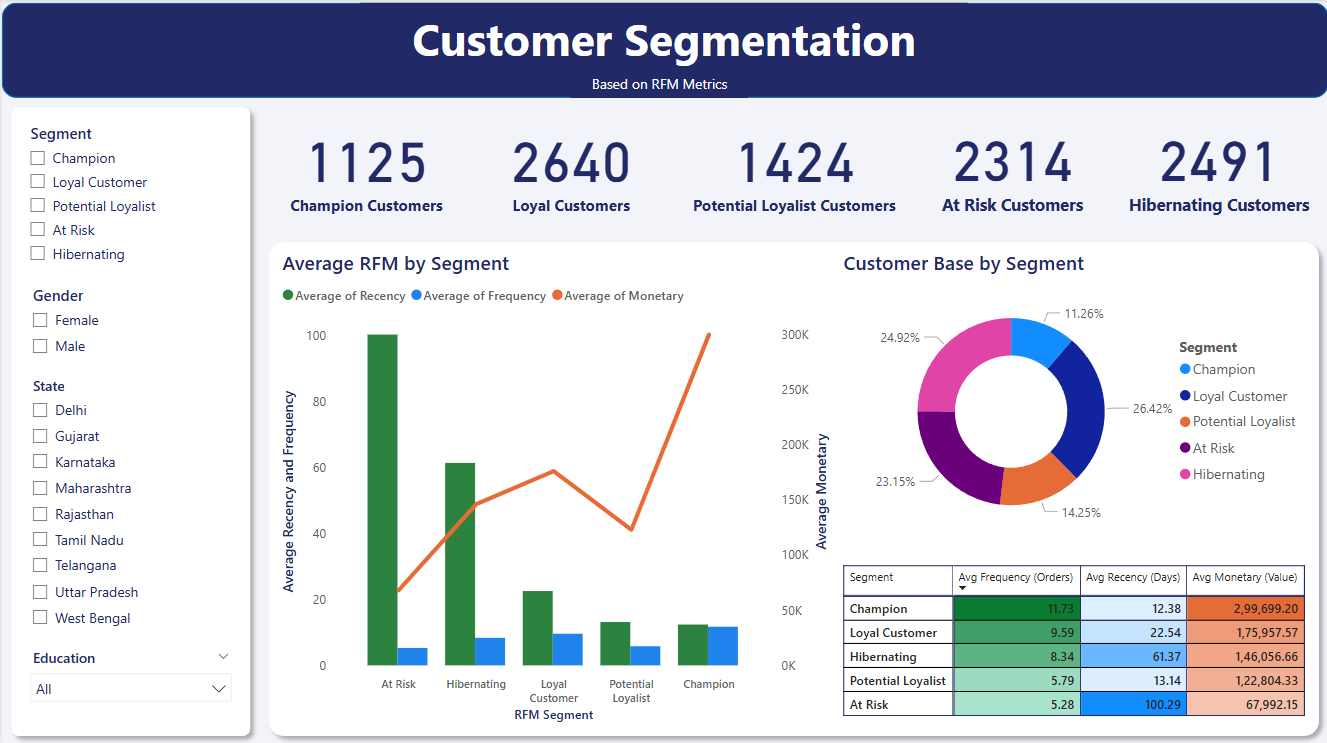 Customer Segmentation
Based on RFM Metrics
Segment
Champion
Loyal Customer
Potential Loyalist
At Risk
Hibernating
Gender
Female
Male
State
Delhi
Gujarat
Karnataka
Maharashtra
Rajasthan
Tamil Nadu
Telangana
Uttar Pradesh
West Bengal
Education
All
1125
Champion Customers
2640
Loyal Customers
1424
Potential Loyalist Customers
2314
At Risk Customers
2491
Hibernating Customers
Average RFM by Segment
Average of Recency Average of Frequency Average of Monetary
Average Recency and Frequency
100
80
60
40
20
0
300K
250K
200K
150K
100K
50K
0K
Average Monetary
At Risk
Hibernating
Loyal
Customer
Potential
Loyalist
Champion
RFM Segment
Customer Base by Segment
11.26%
26.42%
14.25%
23.15%
24.92%
Segment
Champion
Loyal Customer
Potential Loyalist
At Risk
Hibernating
Segment Avg Frequency (Orders) Avg Recency (Days) Avg Monetary (Value)
Champion 11.73 12.38 2,99,699.20
Loyal Customer 9.59 22.54 1,75,957.57
Hibernating 8.34 61.37 1,46,056.66
Potential Loyalist 5.79 13.14 1,22,804.33
At Risk 5.28 100.29 67,992.15